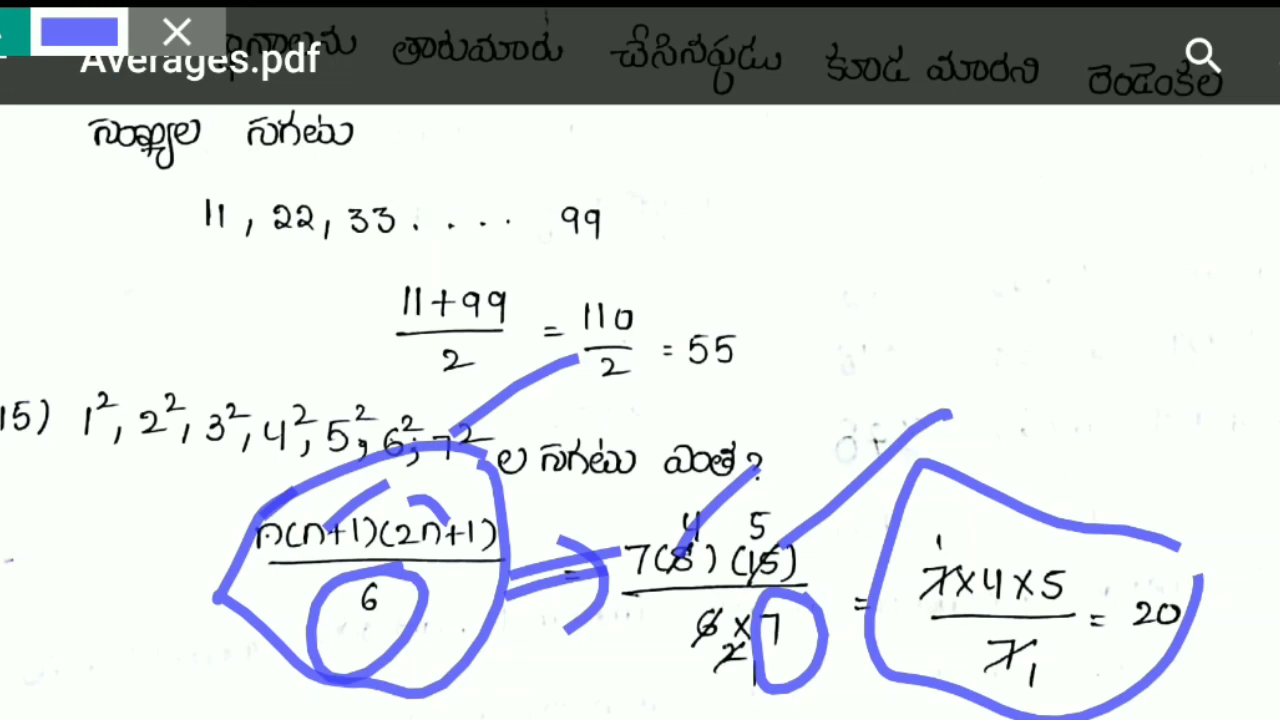 తారుమారు చేసినప్పుడు కూడ మారని రెండెంకెల
Averages.pdf
సంఖ్యల సగటు
11, 22, 33 . . . . 99
11+99/2 = 110/2 = 55
15) 1², 2², 3², 4², 5², 6², 7² ల సగటు ఎంత?
n(n+1)(2n+1)/6 = 7(8)(15)/6×7 = 7×4×5/7 = 20